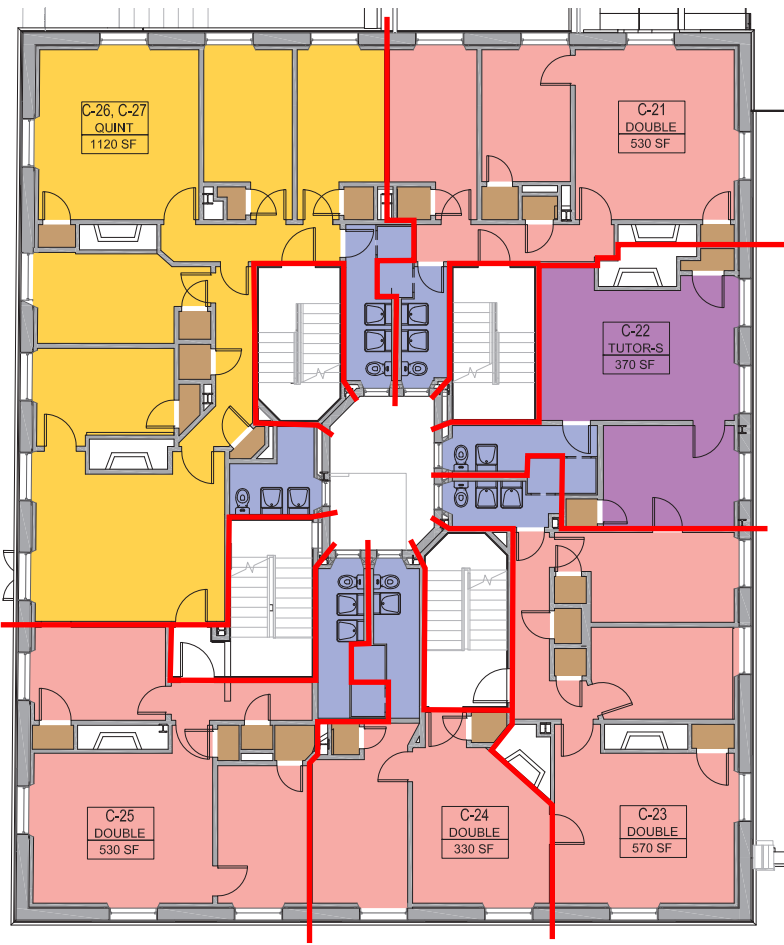 C-26, C-27
QUINT
1120 SF
C-21
DOUBLE
530 SF
C-22
TUTOR-S
370 SF
C-25
DOUBLE
530 SF
C-24
DOUBLE
330 SF
C-23
DOUBLE
570 SF